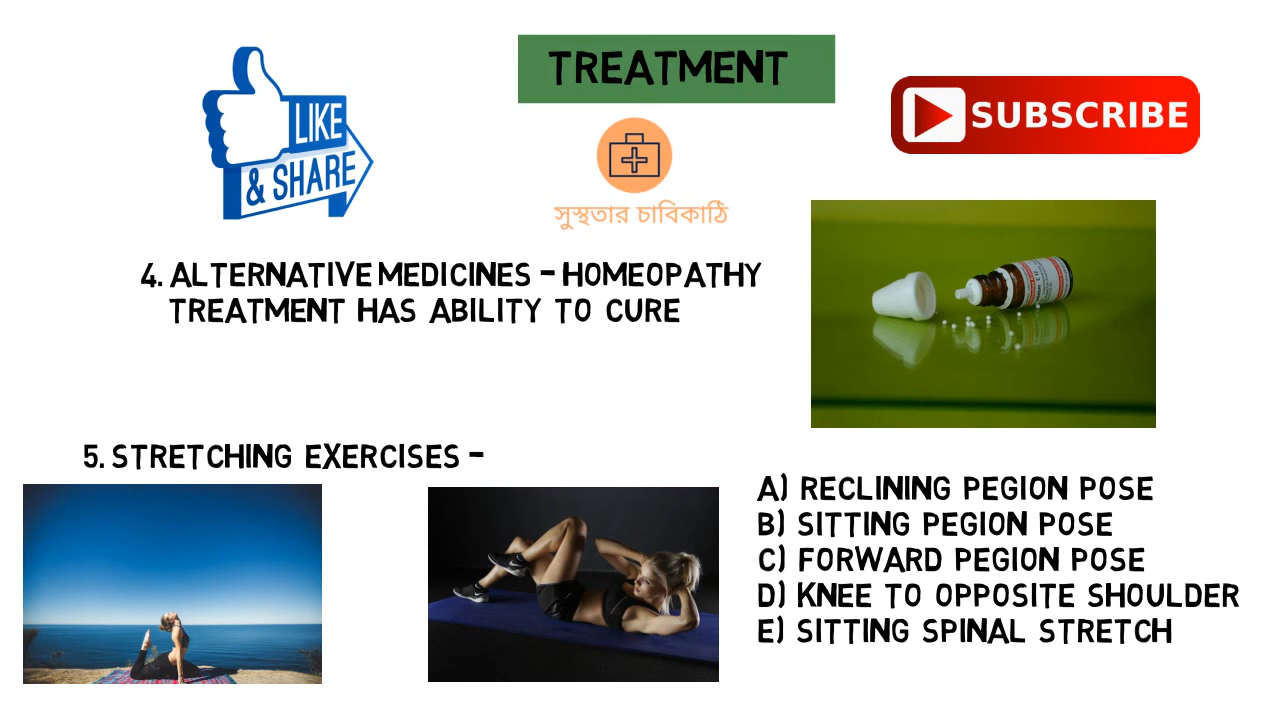 TREATMENT
LIKE
& SHARE
SUBSCRIBE
সুস্থতার চাবিকাঠি
4. ALTERNATIVE MEDICINES - HOMEOPATHY
TREATMENT HAS ABILITY TO CURE
5. STRETCHING EXERCISES -
A) RECLINING PEGION POSE
B) SITTING PEGION POSE
C) FORWARD PEGION POSE
D) KNEE TO OPPOSITE SHOULDER
E) SITTING SPINAL STRETCH